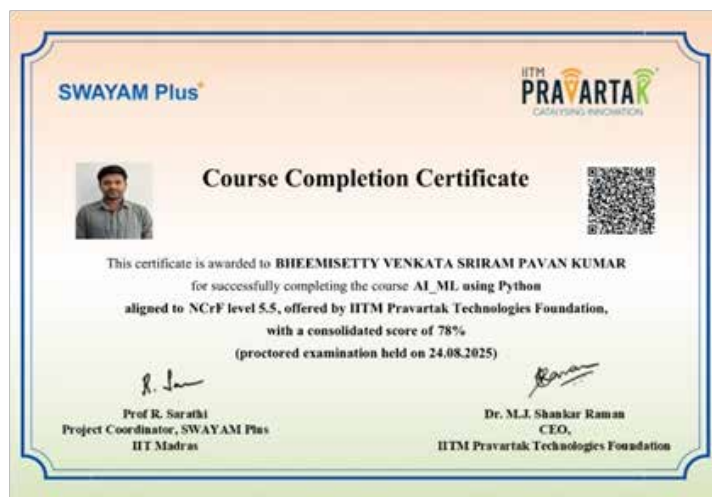 SWAYAM Plus
IITM
PRAVARTAK
CATALYSING INNOVATION
Course Completion Certificate
This certificate is awarded to BHEEMISETTY VENKATA SRIRAM PAVAN KUMAR
for successfully completing the course AI_ML using Python
aligned to NCrF level 5.5, offered by IITM Pravartak Technologies Foundation,
with a consolidated score of 78%
(proctored examination held on 24.08.2025)
Prof R. Sarathi
Project Coordinator, SWAYAM Plus
IIT Madras
Dr. M.J. Shankar Raman
CEO,
IITM Pravartak Technologies Foundation